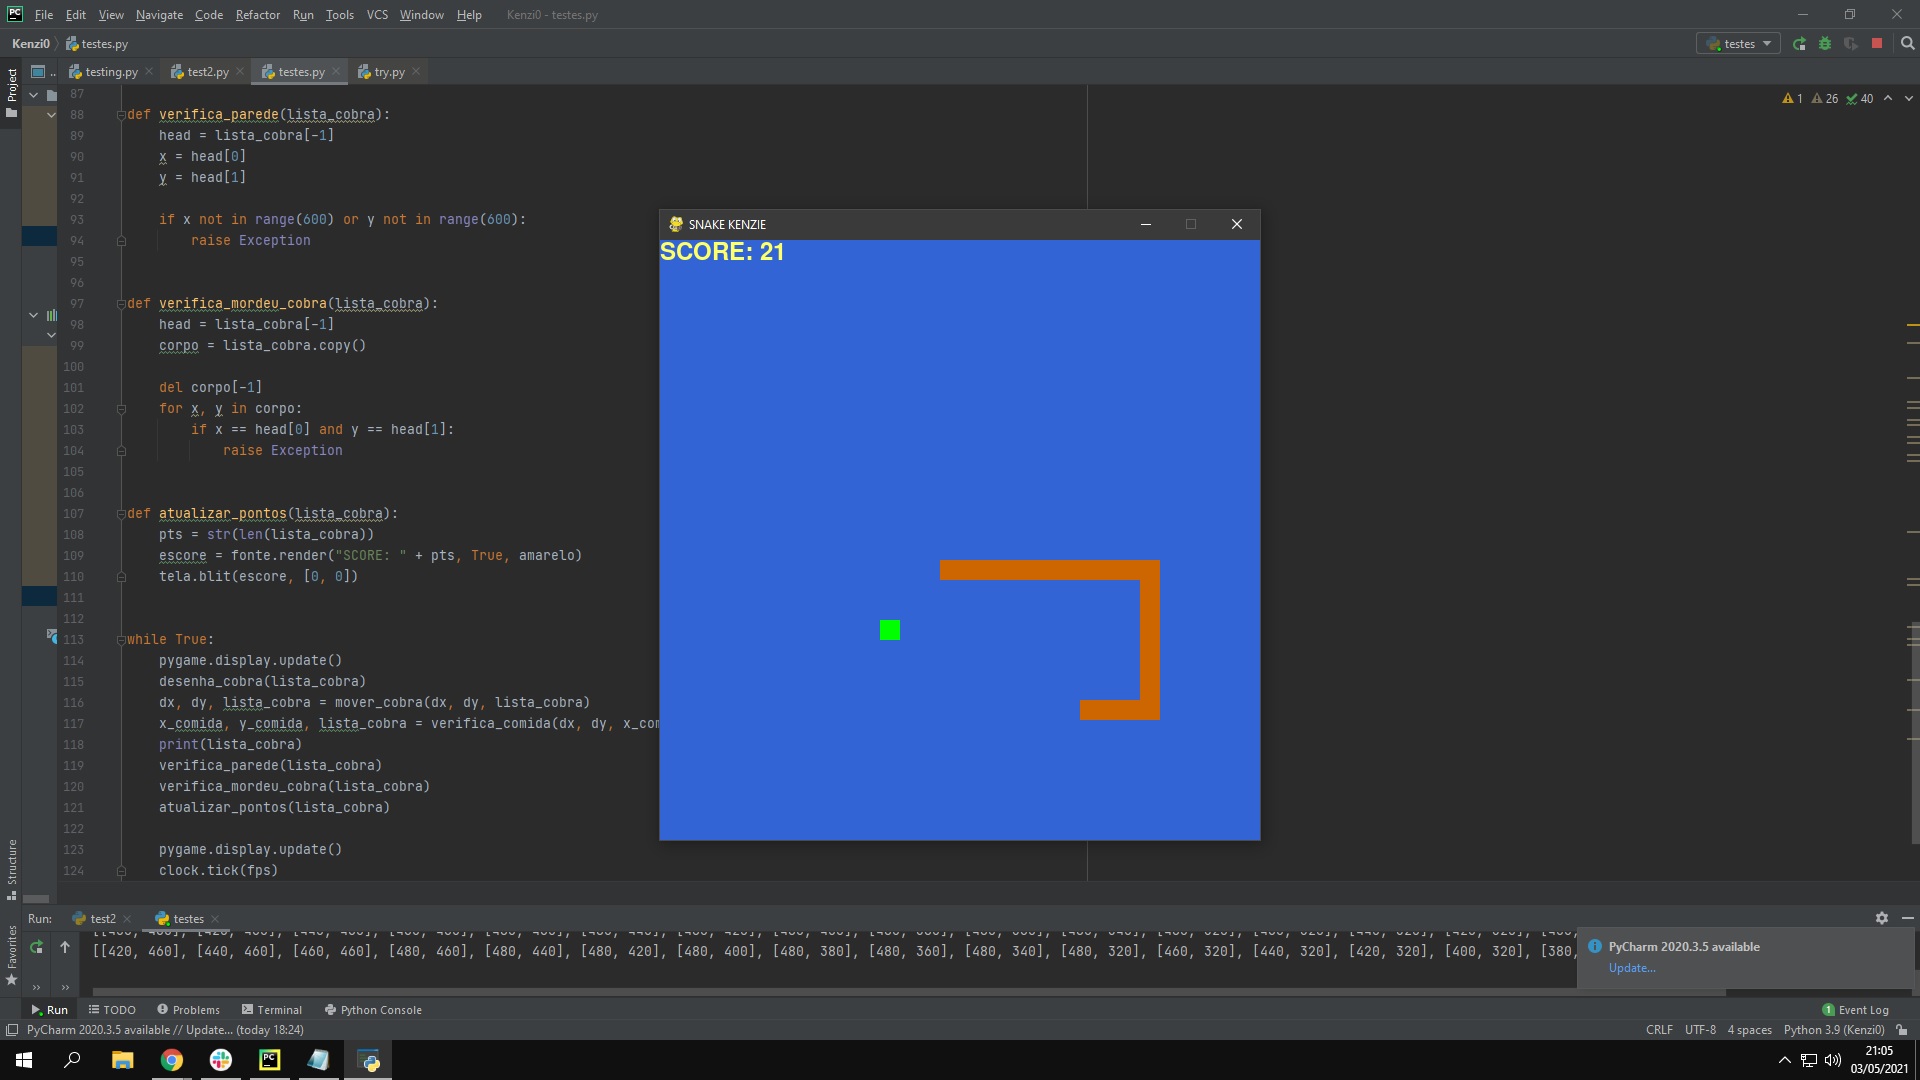 PC File Edit View Navigate Code Refactor Run Tools VCS Window Help Kenzi0 - testes.py
Kenzi0 testes.py testes
Project .. testing.py test2.py testes.py try.py
1 26 40
87
88 def verifica_parede(lista_cobra):
89 head = lista_cobra[-1]
90 x = head[0]
91 y = head[1]
92
93 if x not in range(600) or y not in range(600):
94 raise Exception
95
96
97 def verifica_mordeu_cobra(lista_cobra):
98 head = lista_cobra[-1]
99 corpo = lista_cobra.copy()
100
101 del corpo[-1]
102 for x, y in corpo:
103 if x == head[0] and y == head[1]:
104 raise Exception
105
106
107 def atualizar_pontos(lista_cobra):
108 pts = str(len(lista_cobra))
109 escore = fonte.render("SCORE: " + pts, True, amarelo)
110 tela.blit(escore, [0, 0])
111
112
113 while True:
114 pygame.display.update()
115 desenha_cobra(lista_cobra)
116 dx, dy, lista_cobra = mover_cobra(dx, dy, lista_cobra)
117 x_comida, y_comida, lista_cobra = verifica_comida(dx, dy, x_com
118 print(lista_cobra)
119 verifica_parede(lista_cobra)
120 verifica_mordeu_cobra(lista_cobra)
121 atualizar_pontos(lista_cobra)
122
123 pygame.display.update()
124 clock.tick(fps)
SNAKE KENZIE
SCORE: 21
Structure
Favorites
Run: test2 testes
[[420, 460], [440, 460], [460, 460], [480, 460], [480, 440], [480, 420], [480, 400], [480, 380], [480, 360], [480, 340], [480, 320], [460, 320], [440, 320], [420, 320], [400, 320], [380,
PyCharm 2020.3.5 available
Update...
Run TODO Problems Terminal Python Console 1 Event Log
PyCharm 2020.3.5 available // Update... (today 18:24) CRLF UTF-8 4 spaces Python 3.9 (Kenzi0)
PC
21:05
03/05/2021